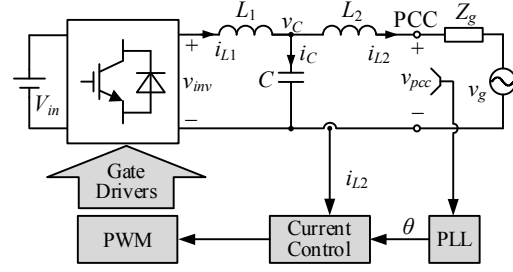 L1 vC L2 PCC Zg
+ iL1 iC iL2 +
Vin vinv C vpcc vg
− −
Gate
Drivers
iL2
PWM
Current
Control
θ
PLL